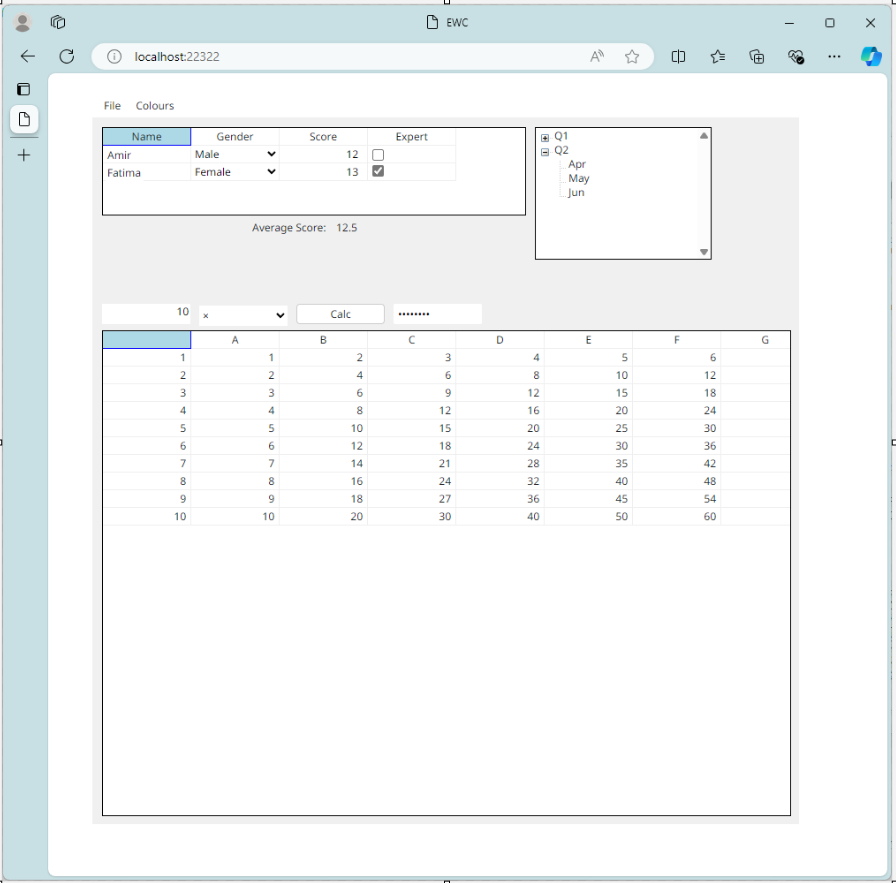 EWC
localhost:22322
File Colours
Name Gender Score Expert
Amir Male 12
Fatima Female 13
Average Score: 12.5
Q1
Q2
Apr
May
Jun
10 × Calc ••••••••
A B C D E F G
1 1 2 3 4 5 6
2 2 4 6 8 10 12
3 3 6 9 12 15 18
4 4 8 12 16 20 24
5 5 10 15 20 25 30
6 6 12 18 24 30 36
7 7 14 21 28 35 42
8 8 16 24 32 40 48
9 9 18 27 36 45 54
10 10 20 30 40 50 60